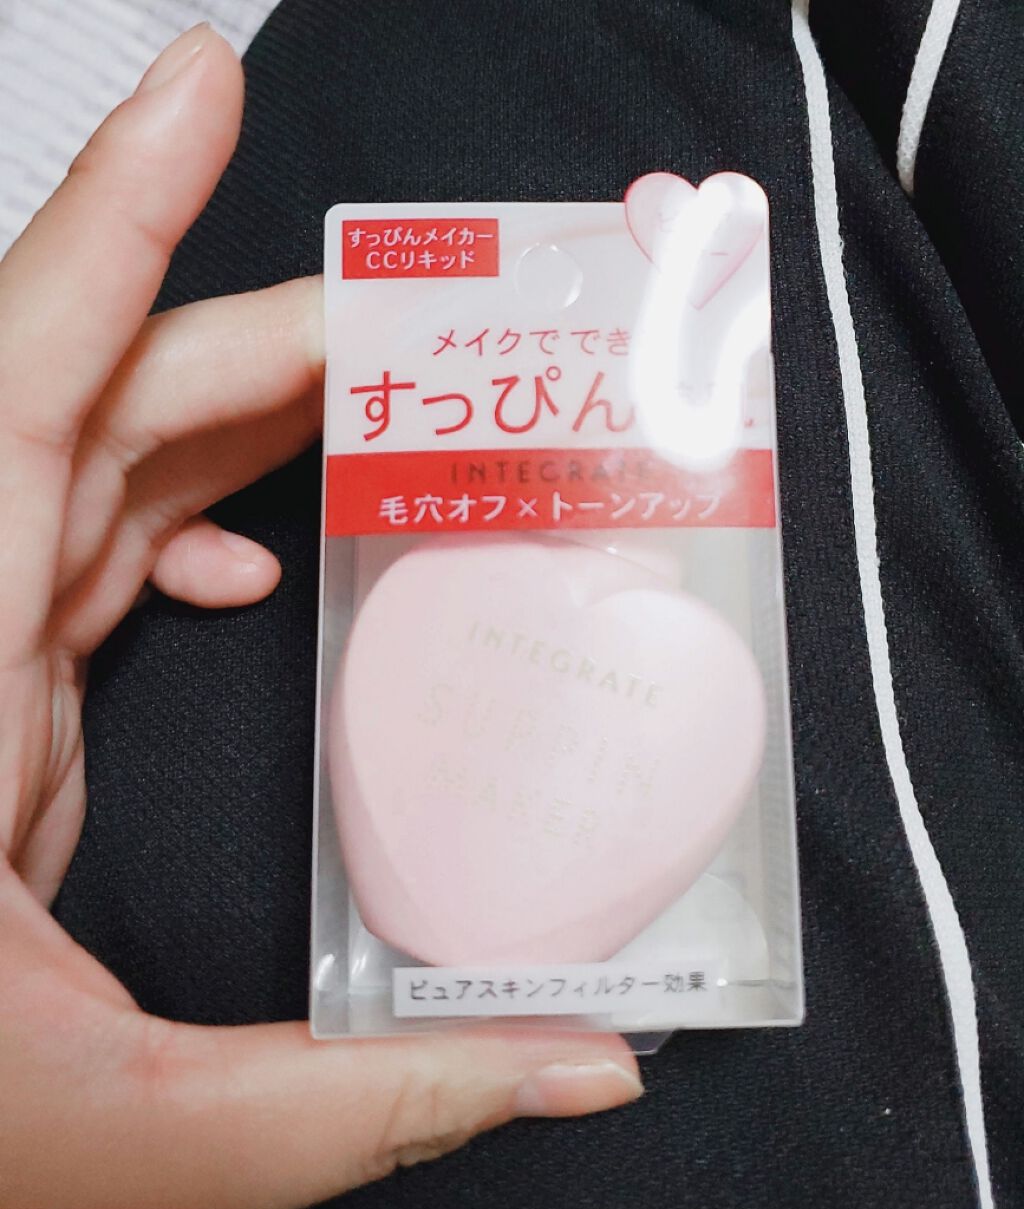 すっぴんメイカー
CCリキッド
メイクででき
すっぴん
INTEGRATE
毛穴オフ×トーンアップ
INTEGRATE
SUPPIN
MAKER
ピュアスキンフィルター効果